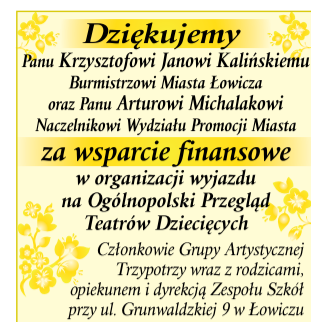 Dziękujemy
Panu Krzysztofowi Janowi Kalińskiemu
Burmistrzowi Miasta Łowicza
oraz Panu Arturowi Michalakowi
Naczelnikowi Wydziału Promocji Miasta
za wsparcie finansowe
w organizacji wyjazdu
na Ogólnopolski Przegląd
Teatrów Dziecięcych
Członkowie Grupy Artystycznej
Trzypotrzy wraz z rodzicami,
opiekunem i dyrekcją Zespołu Szkół
przy ul. Grunwaldzkiej 9 w Łowiczu